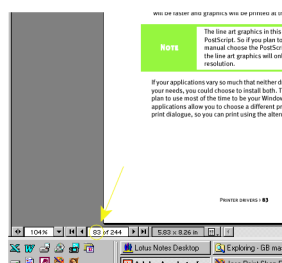 will be faster and graphics will be printed at th
NOTE
The line art graphics in this
PostScript. So if you plan to
manual choose the PostScr
the line art graphics will onl
resolution.
If your applications vary so much that neither d
your needs, you could choose to install both. T
plan to use most of the time to be your Window
applications allow you to choose a different pr
print dialogue, so you can print using the altern
PRINTER DRIVERS I 83
104% 83 of 244 5.83 x 8.26 in
Lotus Notes Desktop Exploring - GB ma